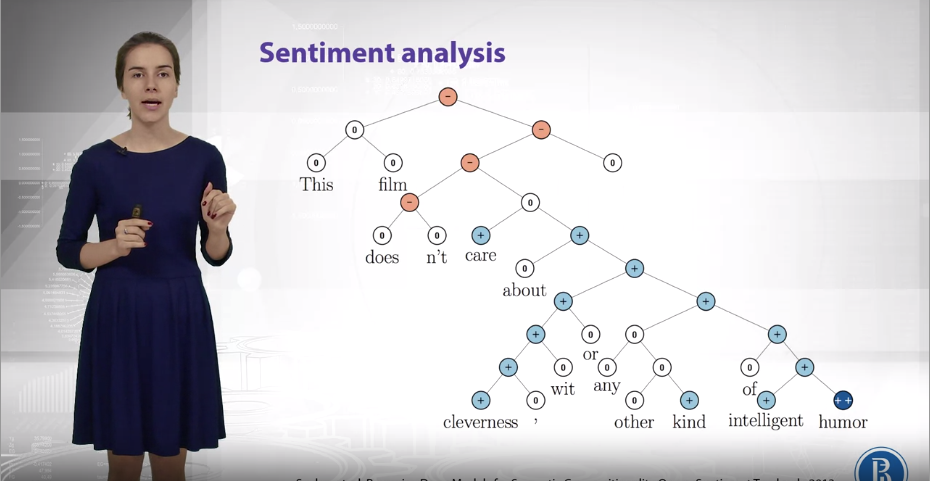 Sentiment analysis
−
0 −
0 0 − 0
This film
− 0
0 0 + +
does n't care
0 +
about
+ +
+ 0 0 +
or
+ 0 0 0 0 +
wit any of
+ 0 0 + + ++
cleverness , other kind intelligent humor